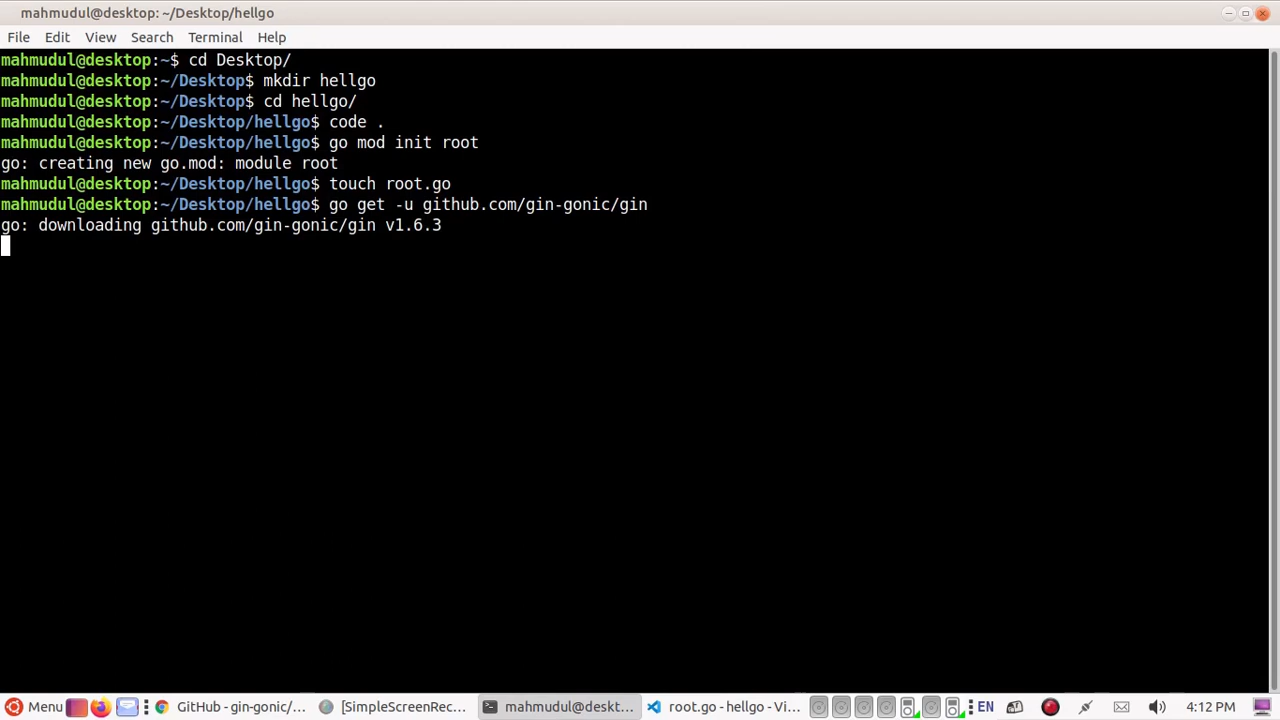 mahmudul@desktop: ~/Desktop/hellgo
File Edit View Search Terminal Help
mahmudul@desktop:~$ cd Desktop/
mahmudul@desktop:~/Desktop$ mkdir hellgo
mahmudul@desktop:~/Desktop$ cd hellgo/
mahmudul@desktop:~/Desktop/hellgo$ code .
mahmudul@desktop:~/Desktop/hellgo$ go mod init root
go: creating new go.mod: module root
mahmudul@desktop:~/Desktop/hellgo$ touch root.go
mahmudul@desktop:~/Desktop/hellgo$ go get -u github.com/gin-gonic/gin
go: downloading github.com/gin-gonic/gin v1.6.3
Menu GitHub - gin-gonic/... [SimpleScreenRec... mahmudul@deskt... root.go - hellgo - Vi... EN 4:12 PM